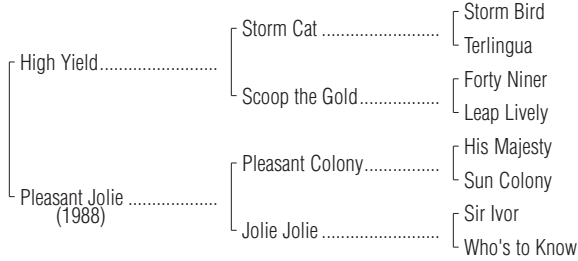 Storm Bird
Storm Cat ........................
Terlingua
High Yield........................
Forty Niner
Scoop the Gold................
Leap Lively
His Majesty
Pleasant Colony...............
Sun Colony
Pleasant Jolie ..................
(1988)
Sir Ivor
Jolie Jolie ........................
Who's to Know